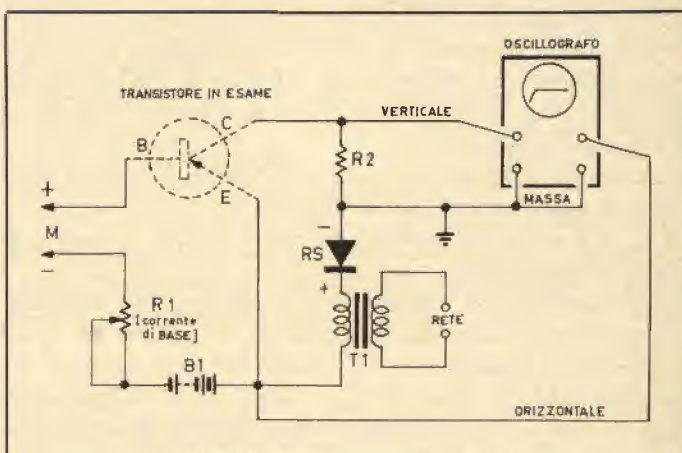 OSCILLOGRAFO
TRANSISTORE IN ESAME
VERTICALE
B
C
E
R2
MASSA
+
M
-
-
RS
+
R1
[corrente
di BASE]
B1
T1
RETE
ORIZZONTALE